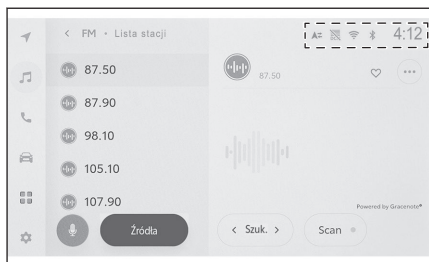 FM • Lista stacji
A⇄ 4:12
87.50
87.90
98.10
105.10
107.90
Źródła
87.50
Powered by Gracenote®
Szuk.
Scan